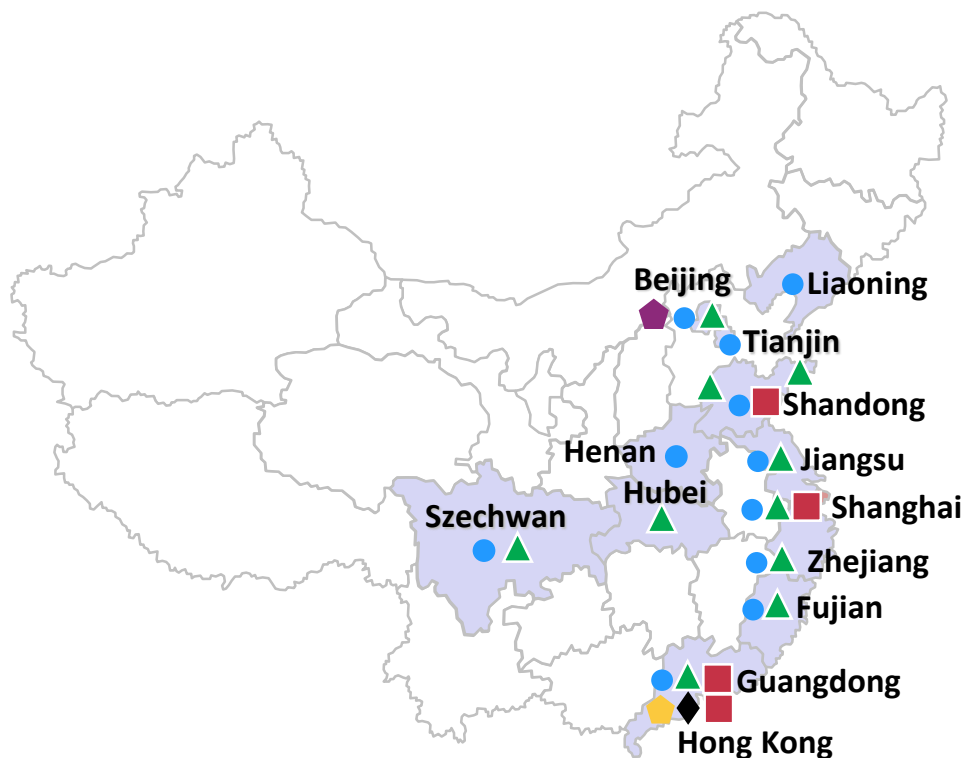 Beijing
Liaoning
Tianjin
Shandong
Henan
Jiangsu
Hubei
Shanghai
Szechwan
Zhejiang
Fujian
Guangdong
Hong Kong